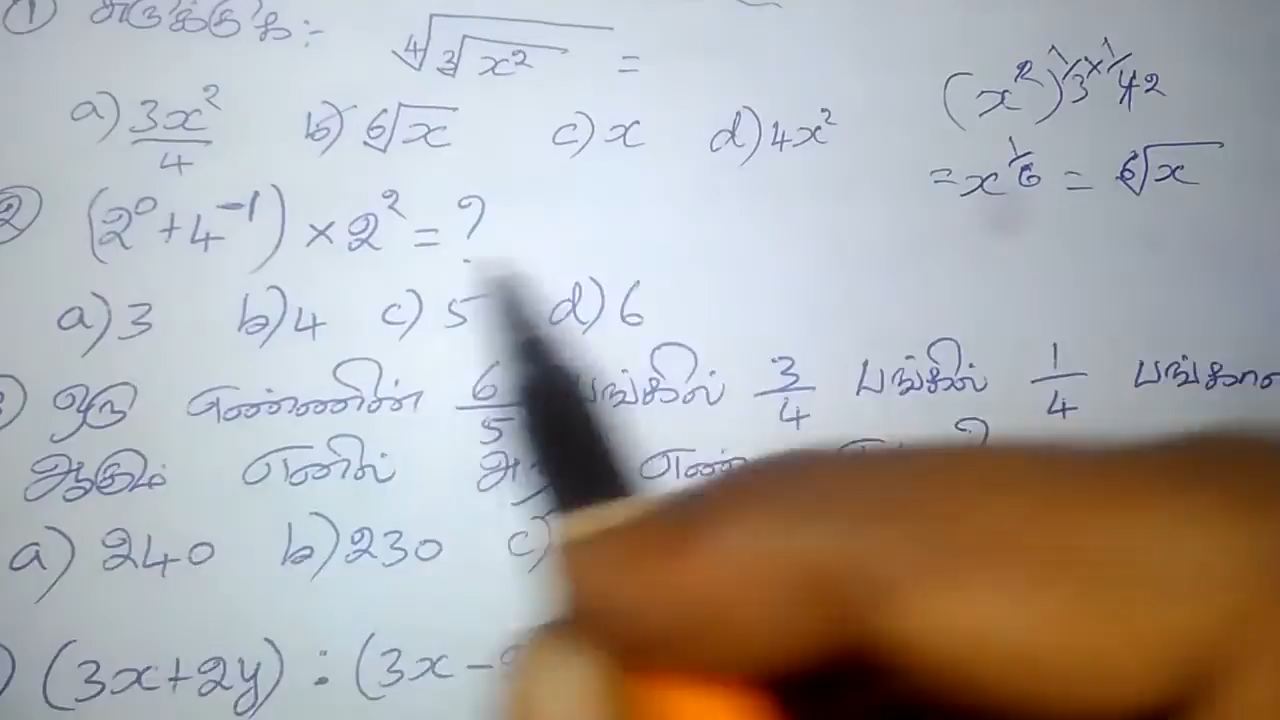 ① சுருக்குக:- ⁴√(³√x²) =
a) 3x²/4 b) ⁶√x c) x d) 4x²
(x²)^(1/3 × 1/4 2
= x^(1/6) = ⁶√x
② (2⁰ + 4⁻¹) × 2² = ?
a) 3 b) 4 c) 5 d) 6
ஒரு எண்ணின் 6/5 பங்கில் 3/4 பங்கில் 1/4
ஆகும் எனில் ?
a) 240 b) 230 c)
(3x+2y) : (3x-